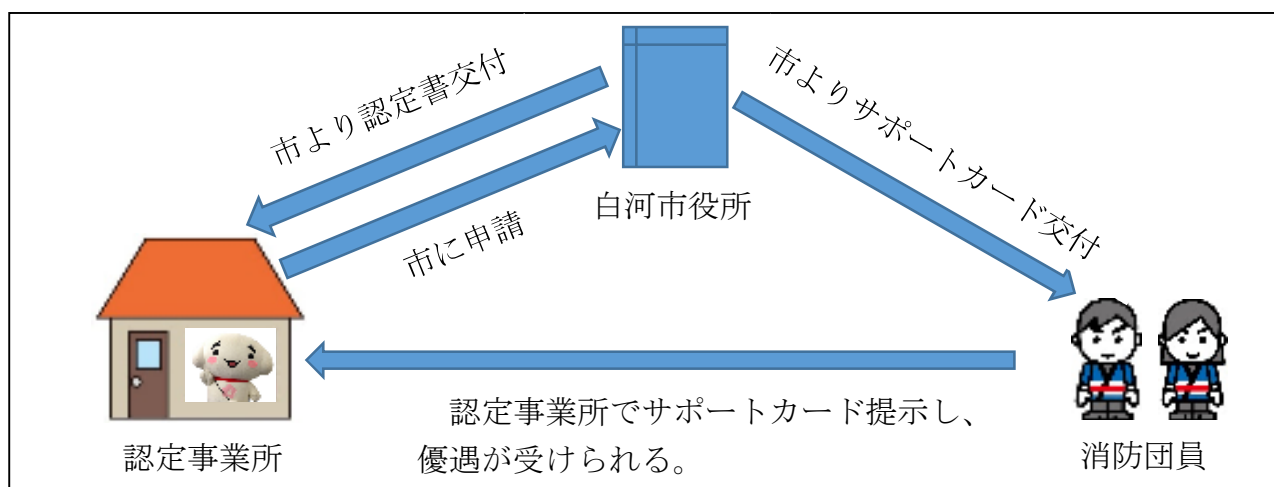 市より認定書交付
市よりサポートカード交付
白河市役所
市に申請
認定事業所でサポートカード提示し、
優遇が受けられる。
認定事業所
消防団員